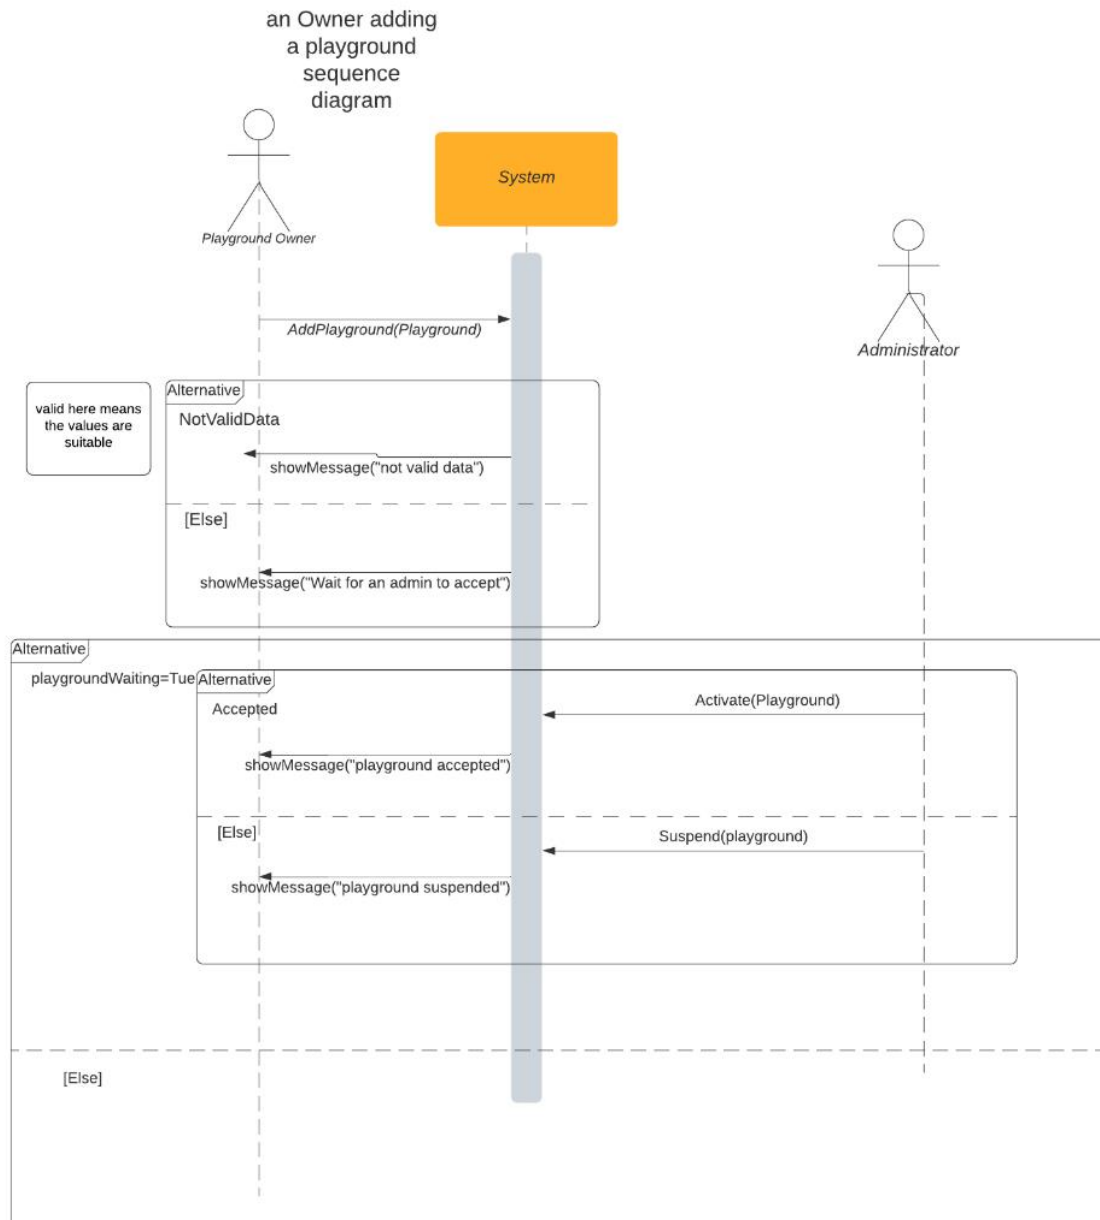 an Owner adding
a playground
sequence
diagram
System
Playground Owner
Administrator
AddPlayground(Playground)
Alternative
valid here means
the values are
suitable
NotValidData
showMessage("not valid data")
[Else]
showMessage("Wait for an admin to accept")
Alternative
playgroundWaiting=Tue
Alternative
Accepted
Activate(Playground)
showMessage("playground accepted")
[Else]
Suspend(playground)
showMessage("playground suspended")
[Else]